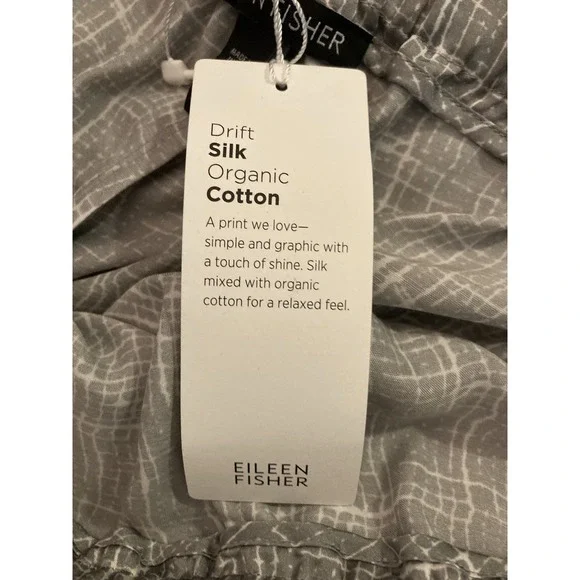 FISHER
Drift
Silk
Organic
Cotton
A print we love—
simple and graphic with
a touch of shine. Silk
mixed with organic
cotton for a relaxed feel.
EILEEN
FISHER